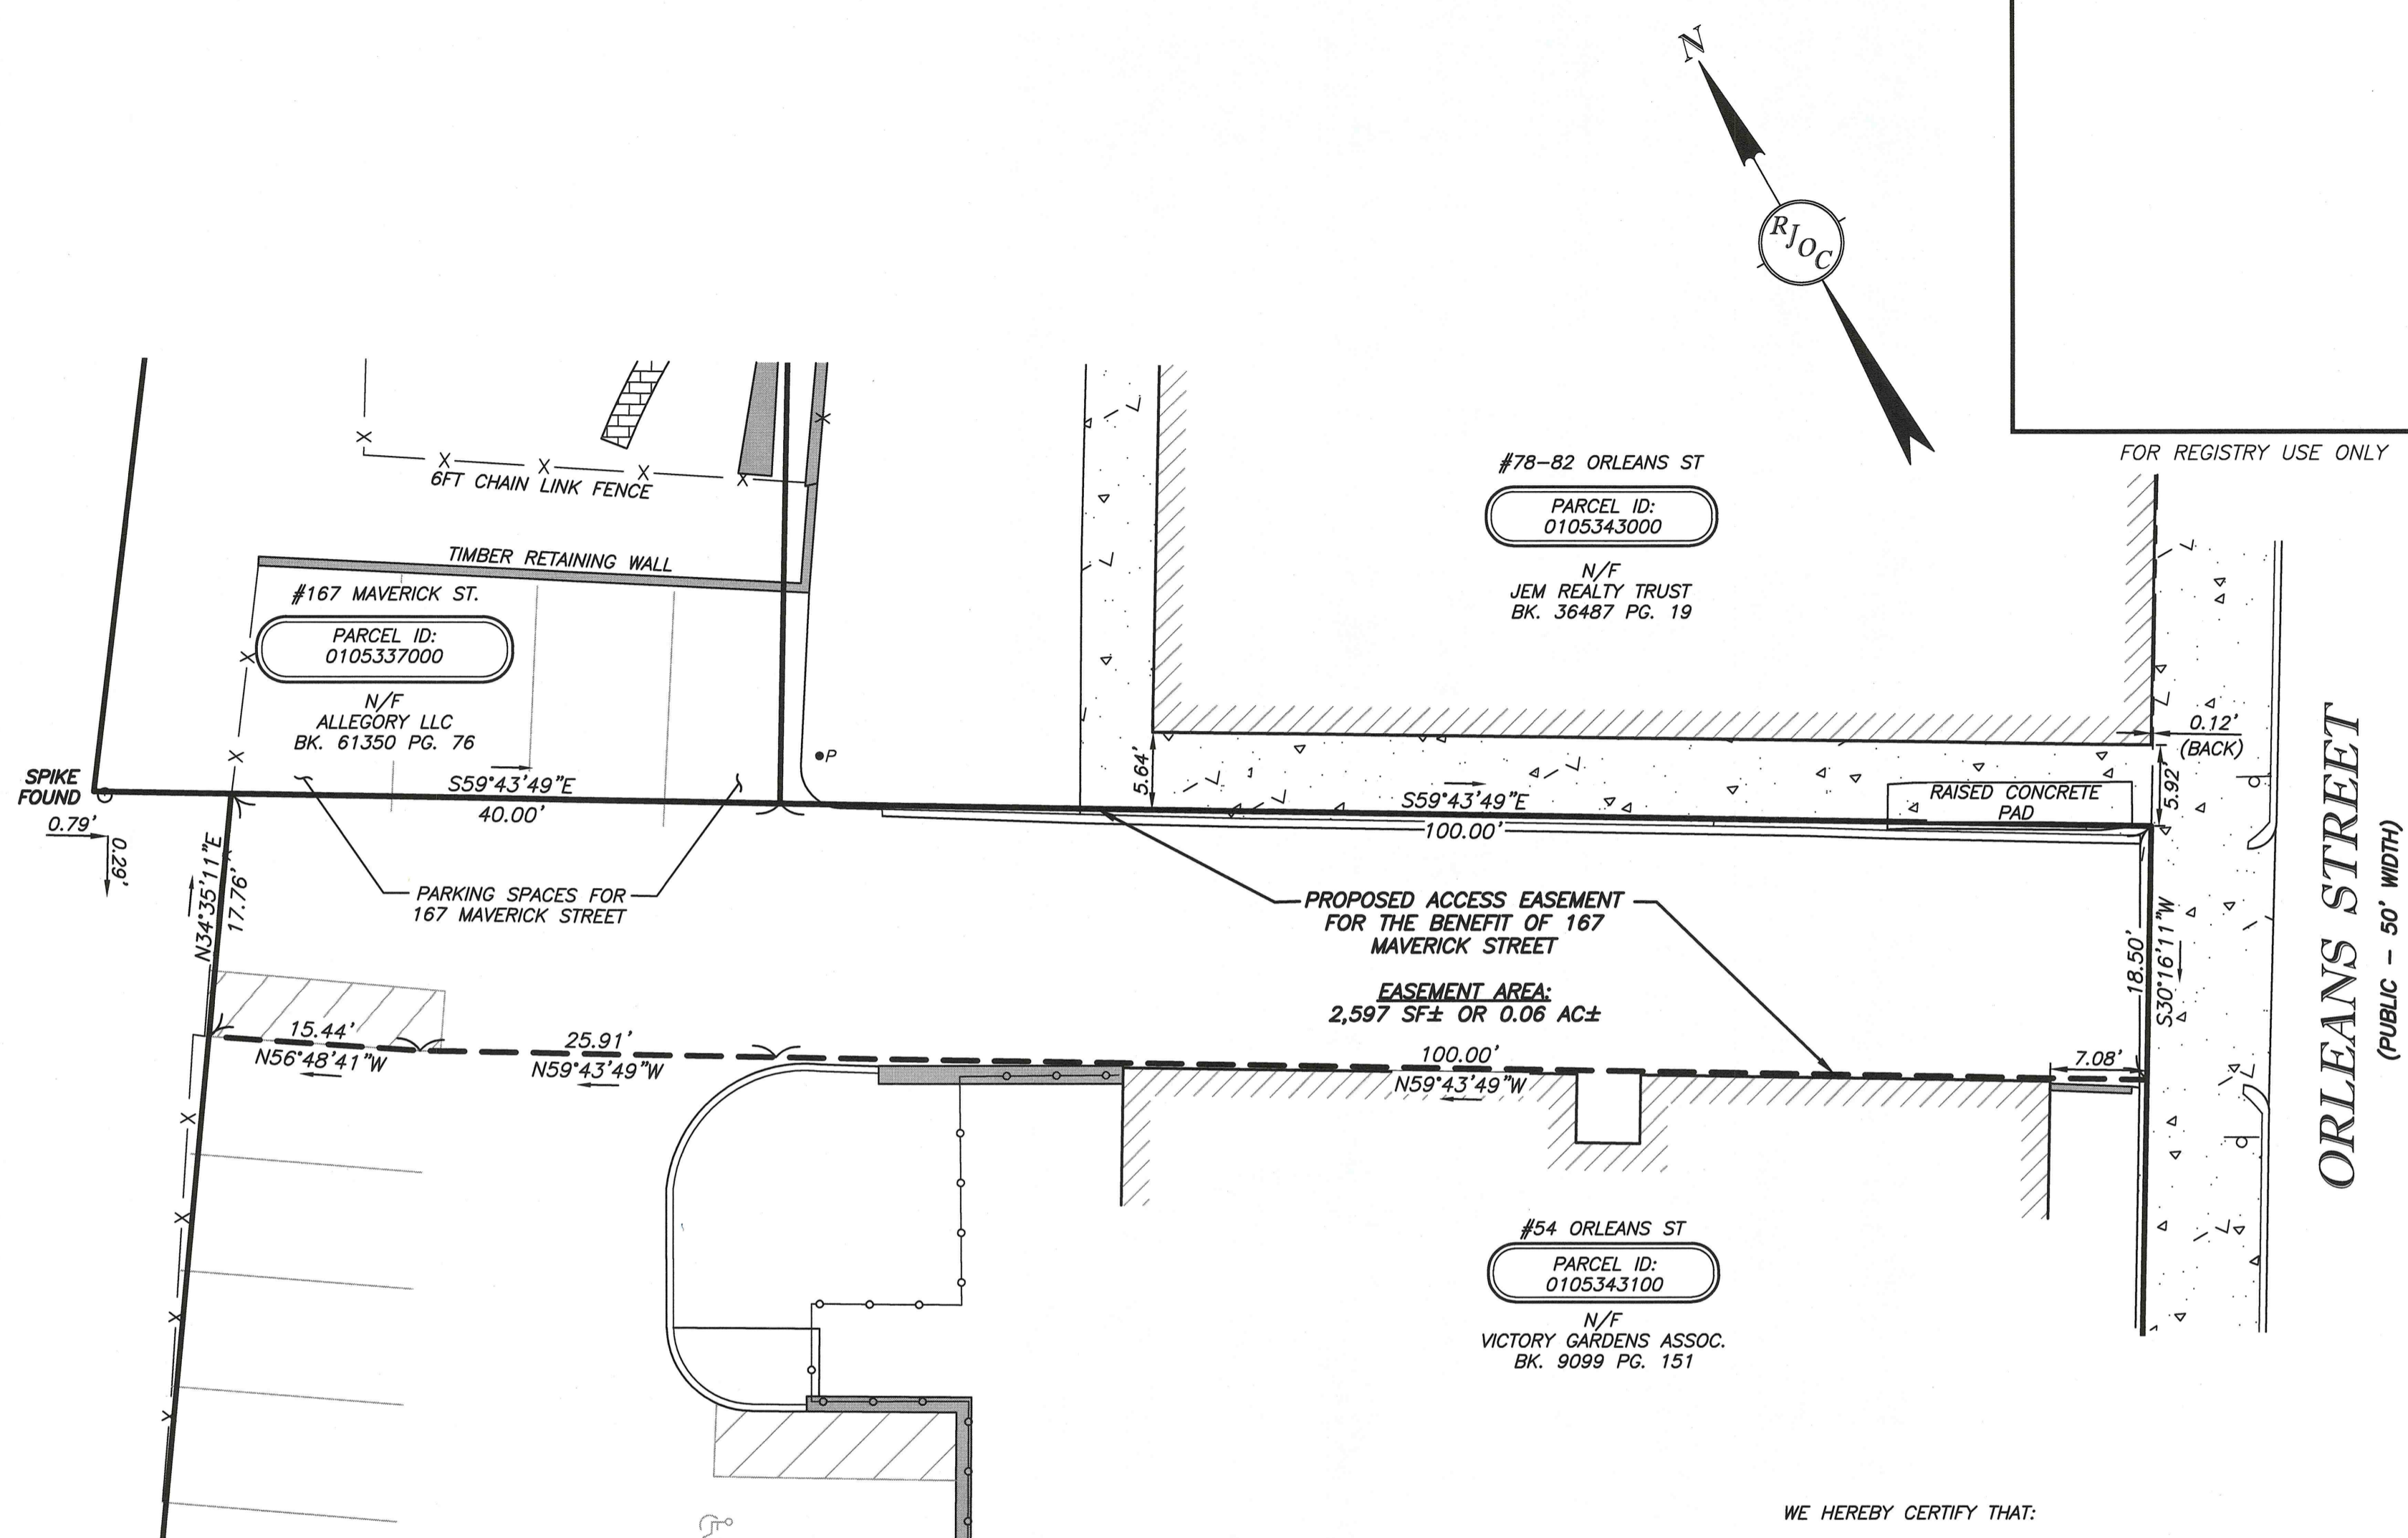 N
RJOC
FOR REGISTRY USE ONLY
#78-82 ORLEANS ST
PARCEL ID:
0105343000
N/F
JEM REALTY TRUST
BK. 36487 PG. 19
X
X
X
X
X
X
6FT CHAIN LINK FENCE
TIMBER RETAINING WALL
#167 MAVERICK ST.
PARCEL ID:
0105337000
N/F
ALLEGORY LLC
BK. 61350 PG. 76
X
X
P
SPIKE
FOUND
0.79'
0.29'
S59°43'49"E
40.00'
N34°35'11"E
17.76'
PARKING SPACES FOR
167 MAVERICK STREET
5.64'
S59°43'49"E
100.00'
RAISED CONCRETE
PAD
0.12'
(BACK)
5.92'
PROPOSED ACCESS EASEMENT
FOR THE BENEFIT OF 167
MAVERICK STREET
EASEMENT AREA:
2,597 SF± OR 0.06 AC±
18.50'
S30°16'11"W
ORLEANS STREET
(PUBLIC - 50' WIDTH)
15.44'
N56°48'41"W
25.91'
N59°43'49"W
100.00'
N59°43'49"W
7.08'
X
X
X
X
#54 ORLEANS ST
PARCEL ID:
0105343100
N/F
VICTORY GARDENS ASSOC.
BK. 9099 PG. 151
WE HEREBY CERTIFY THAT: